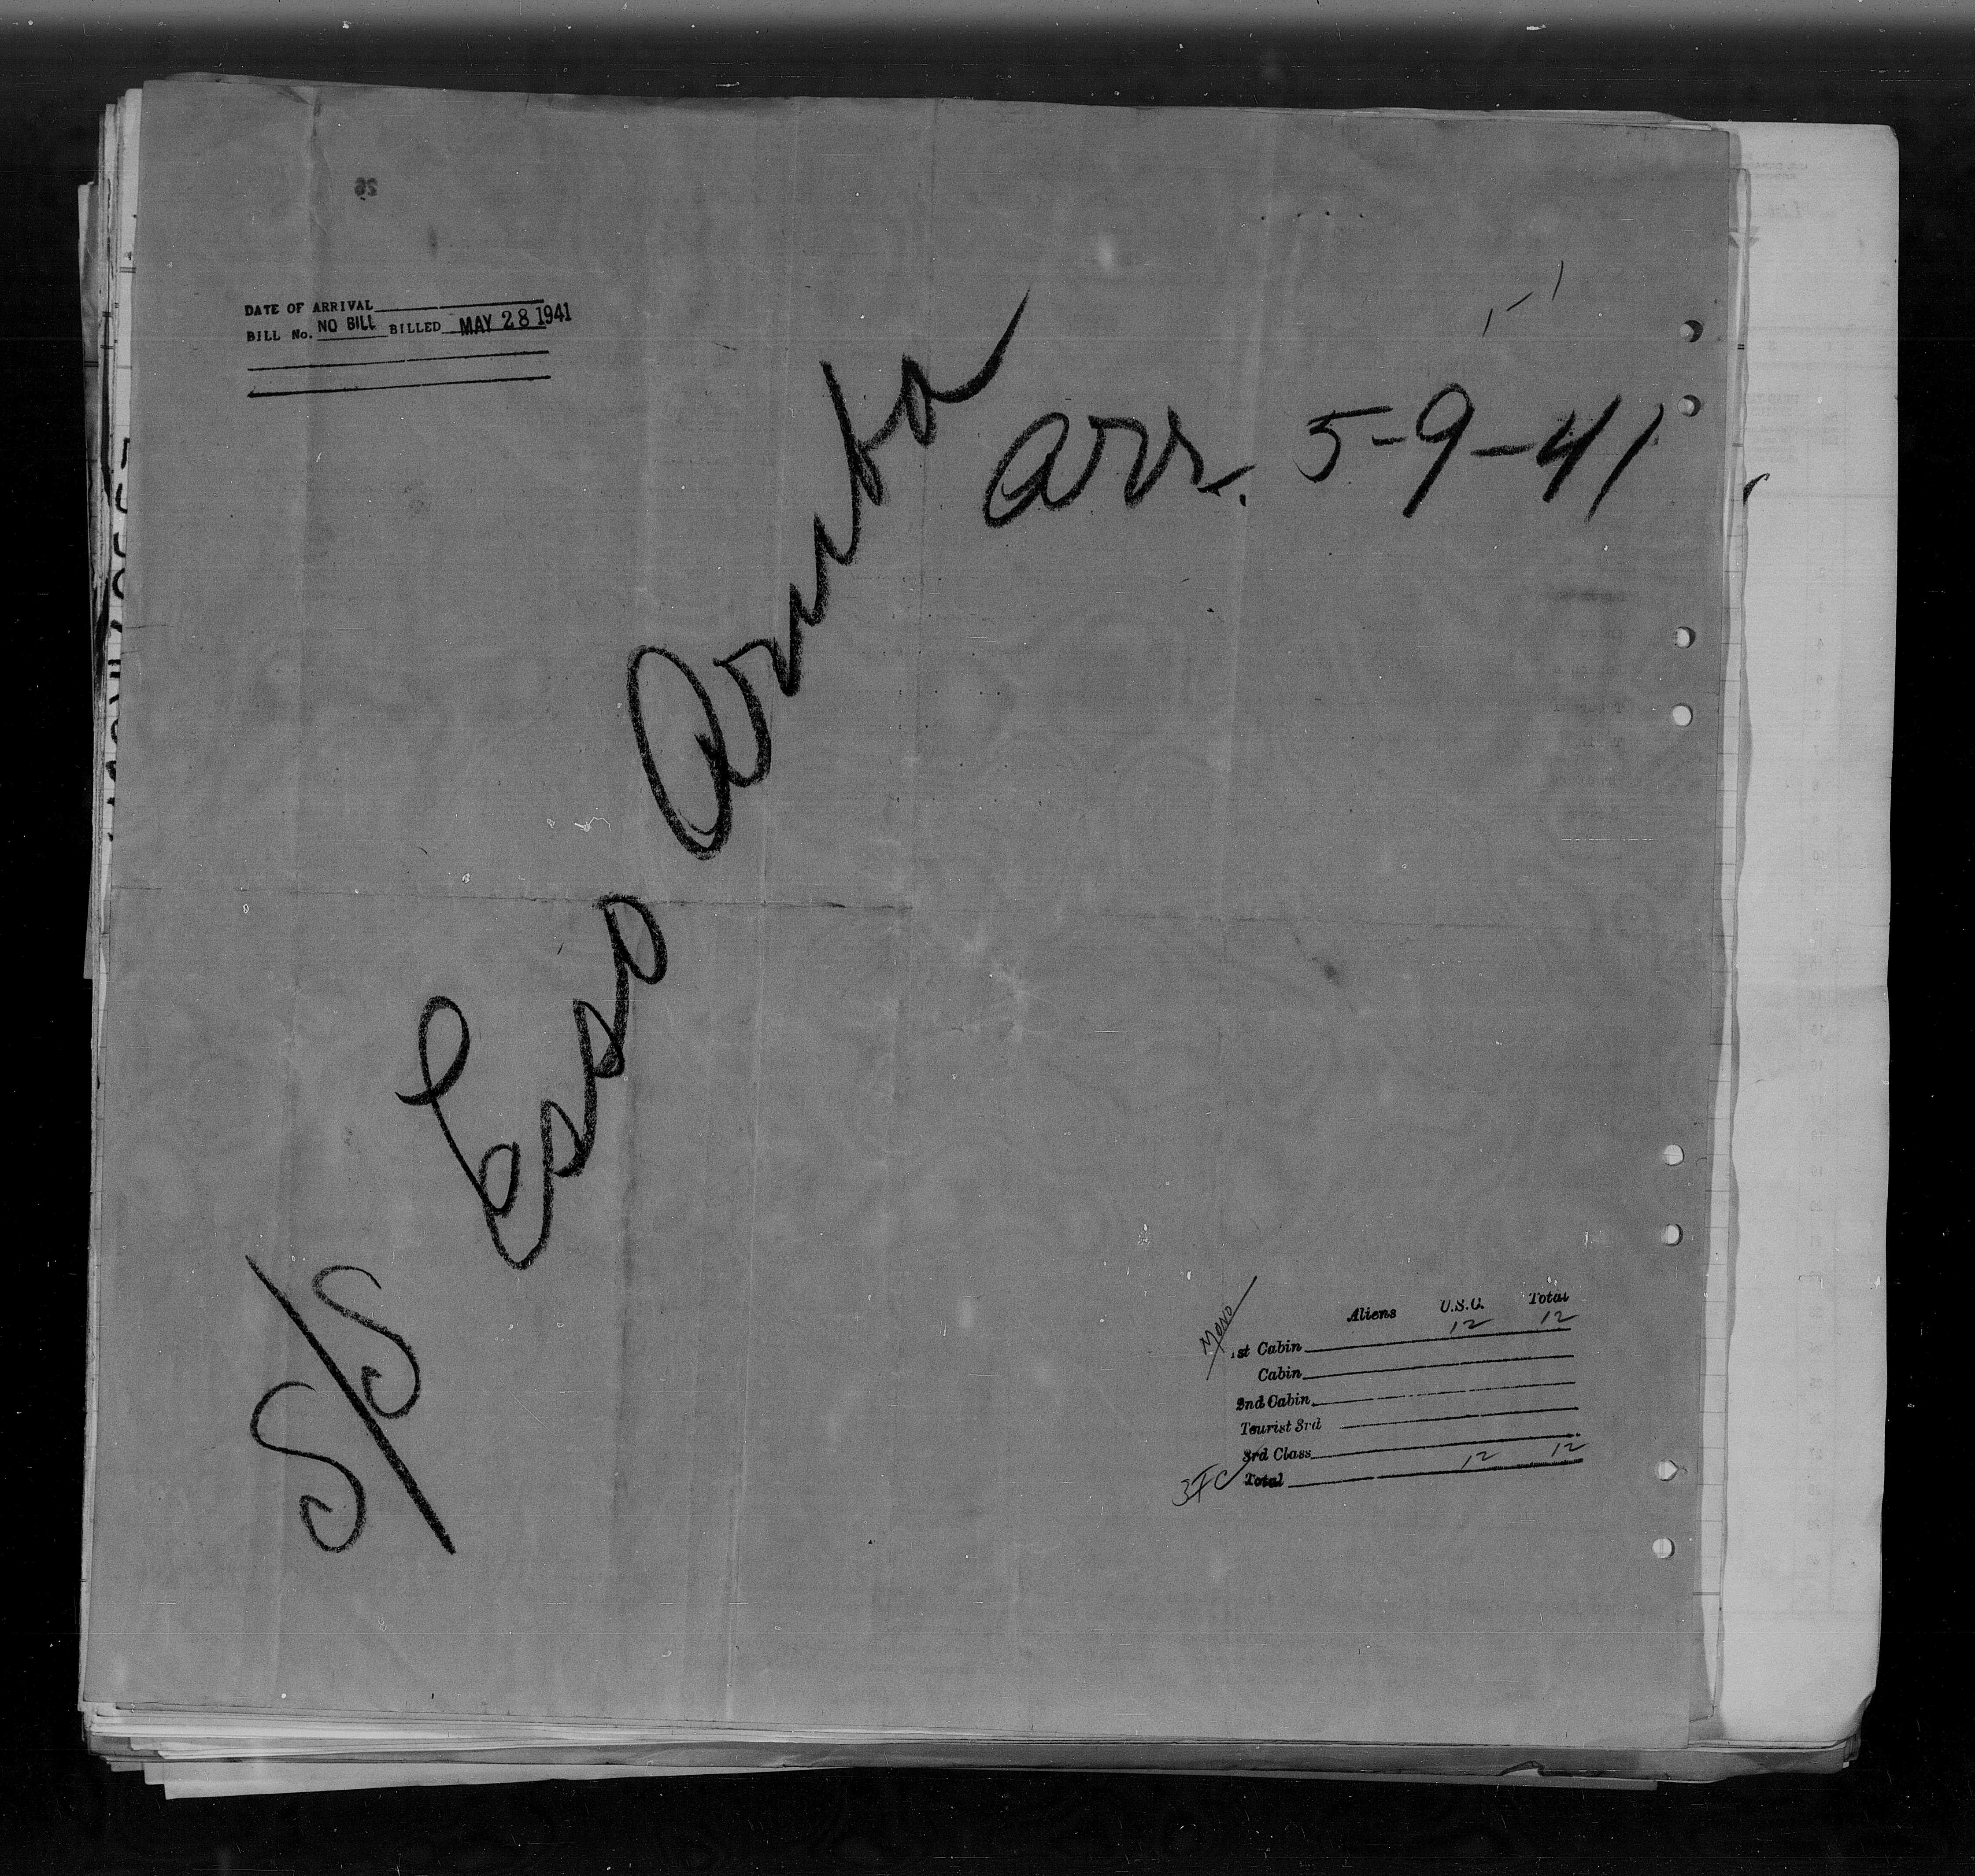 DATE OF ARRIVAL
BILL No. NO BILL BILLED MAY 28 1941
S/S Esso Aruba
arr. 5-9-41
Aliens U.S.C. Total
1st Cabin 12 12
Cabin
2nd Cabin
Tourist 3rd
3rd Class
Total 12 12